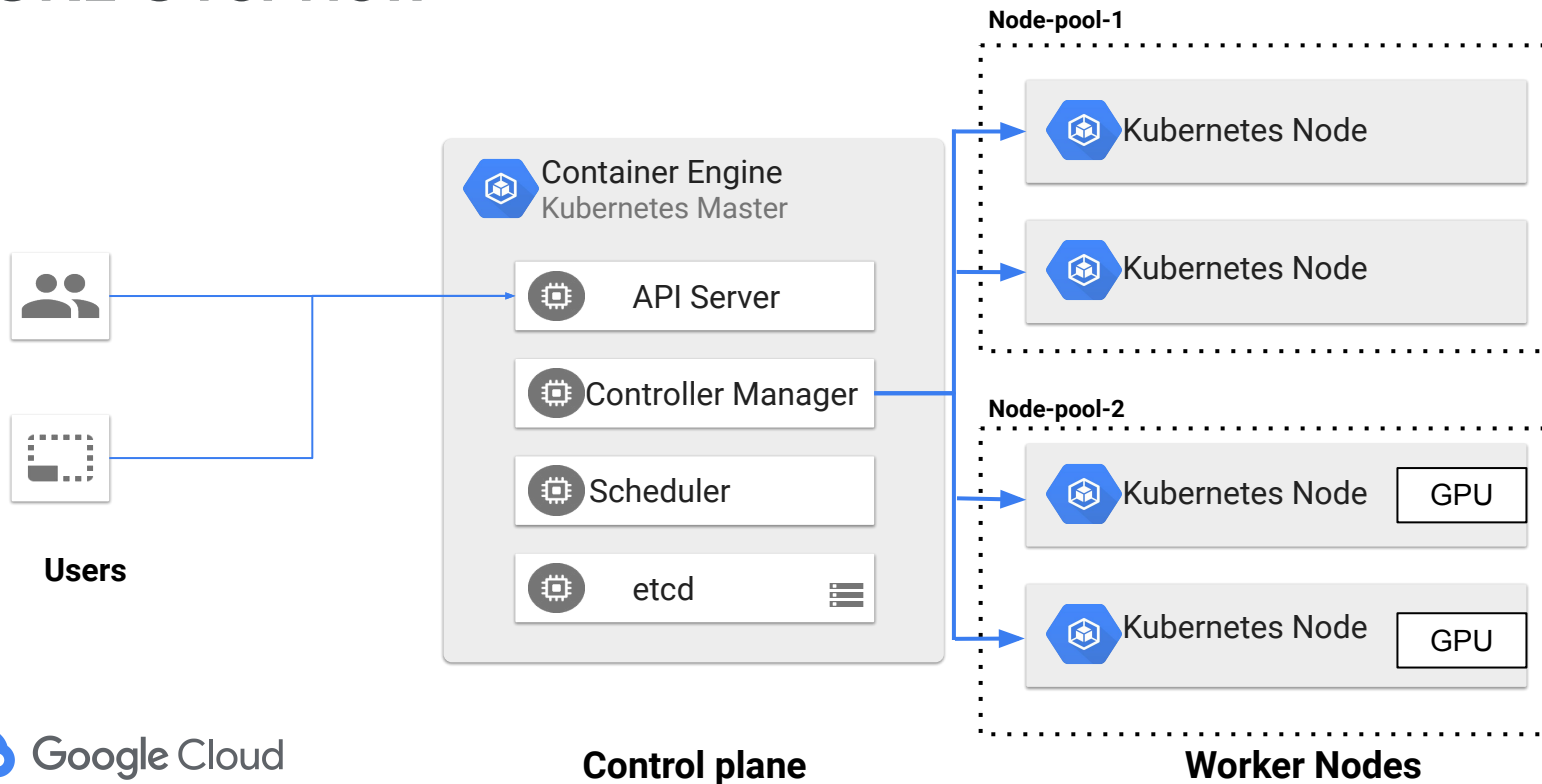 Node-pool-1
Kubernetes Node
Kubernetes Node
Container Engine
Kubernetes Master
API Server
Controller Manager
Scheduler
etcd
Node-pool-2
Kubernetes Node
GPU
Kubernetes Node
GPU
Users
Google Cloud
Control plane
Worker Nodes